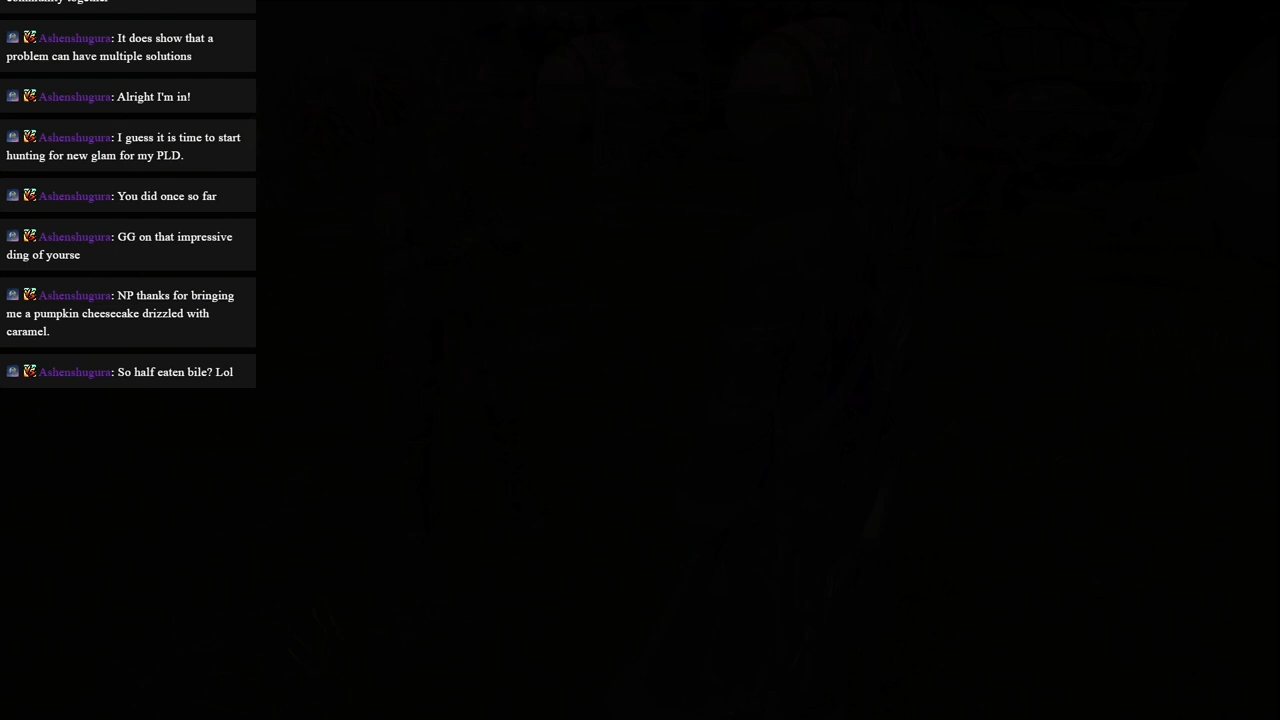 Ashenshugura: It does show that a
problem can have multiple solutions
Ashenshugura: Alright I'm in!
Ashenshugura: I guess it is time to start
hunting for new glam for my PLD.
Ashenshugura: You did once so far
Ashenshugura: GG on that impressive
ding of yourse
Ashenshugura: NP thanks for bringing
me a pumpkin cheesecake drizzled with
caramel.
Ashenshugura: So half eaten bile? Lol